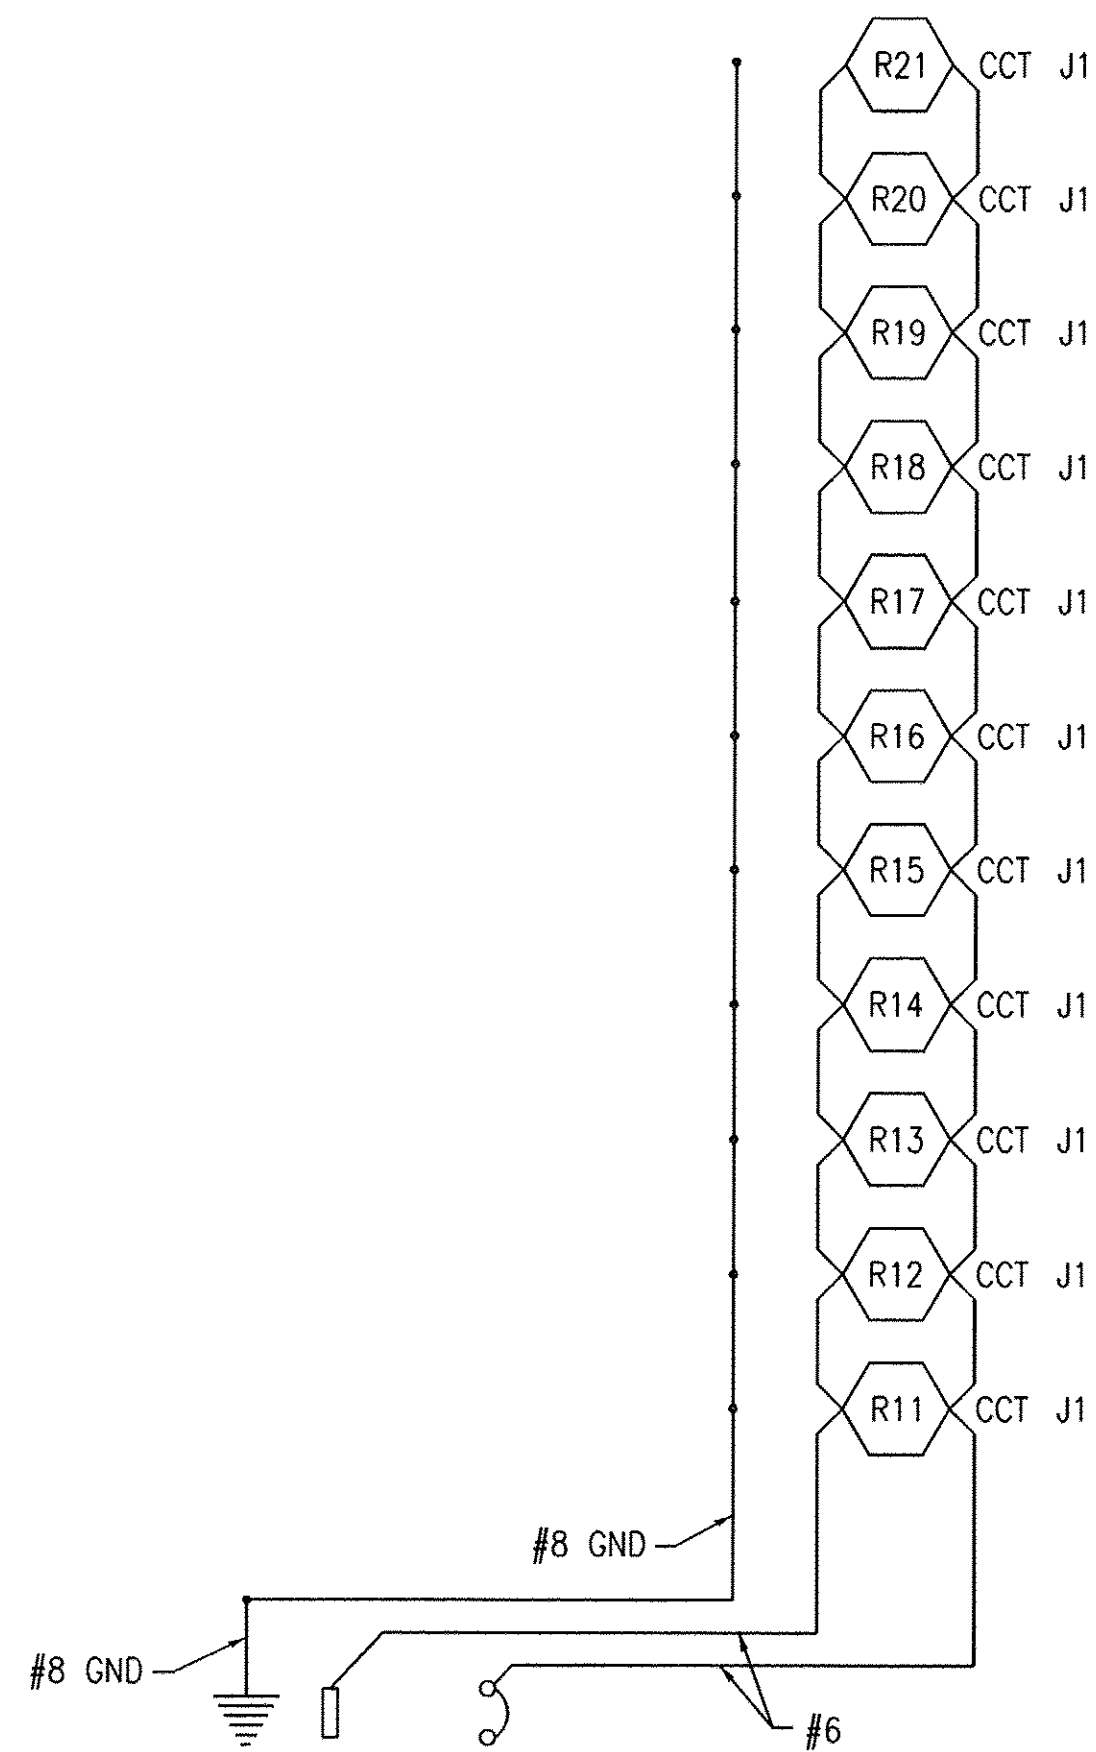 R21 CCT J1
R20 CCT J1
R19 CCT J1
R18 CCT J1
R17 CCT J1
R16 CCT J1
R15 CCT J1
R14 CCT J1
R13 CCT J1
R12 CCT J1
R11 CCT J1
#8 GND
#8 GND
#6